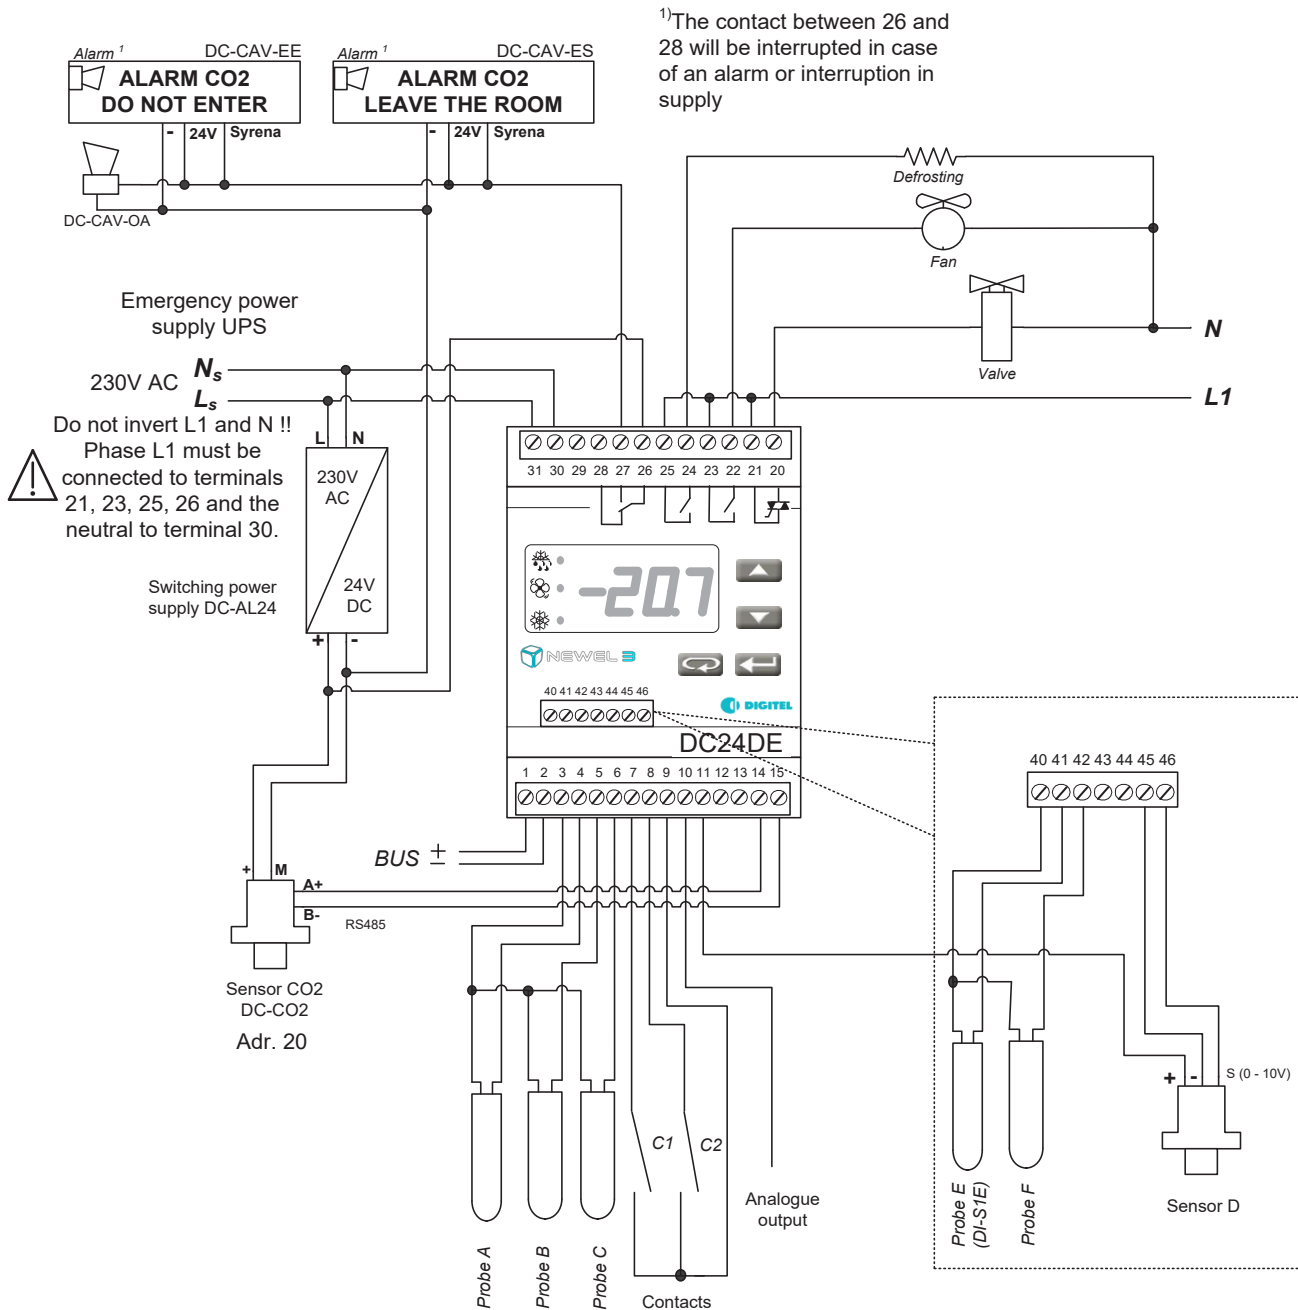 1)The contact between 26 and
28 will be interrupted in case
of an alarm or interruption in
supply
Alarm 1
DC-CAV-EE
ALARM CO2
DO NOT ENTER
- 24V Syrena
Alarm 1
DC-CAV-ES
ALARM CO2
LEAVE THE ROOM
- 24V Syrena
DC-CAV-OA
Defrosting
Fan
Valve
N
L1
Emergency power
supply UPS
230V AC
Ns
Ls
Do not invert L1 and N !!
Phase L1 must be
connected to terminals
21, 23, 25, 26 and the
neutral to terminal 30.
L N
230V
AC
24V
DC
+ -
Switching power
supply DC-AL24
31 30 29 28 27 26 25 24 23 22 21 20
-20.7
NEWEL 3
40 41 42 43 44 45 46
DIGITEL
DC24DE
1 2 3 4 5 6 7 8 9 10 11 12 13 14 15
BUS + −
+ M
A+
B-
RS485
Sensor CO2
DC-CO2
Adr. 20
Probe A
Probe B
Probe C
C1
C2
Contacts
Analogue
output
40 41 42 43 44 45 46
Probe E
(DI-S1E)
Probe F
+ - S (0 - 10V)
Sensor D